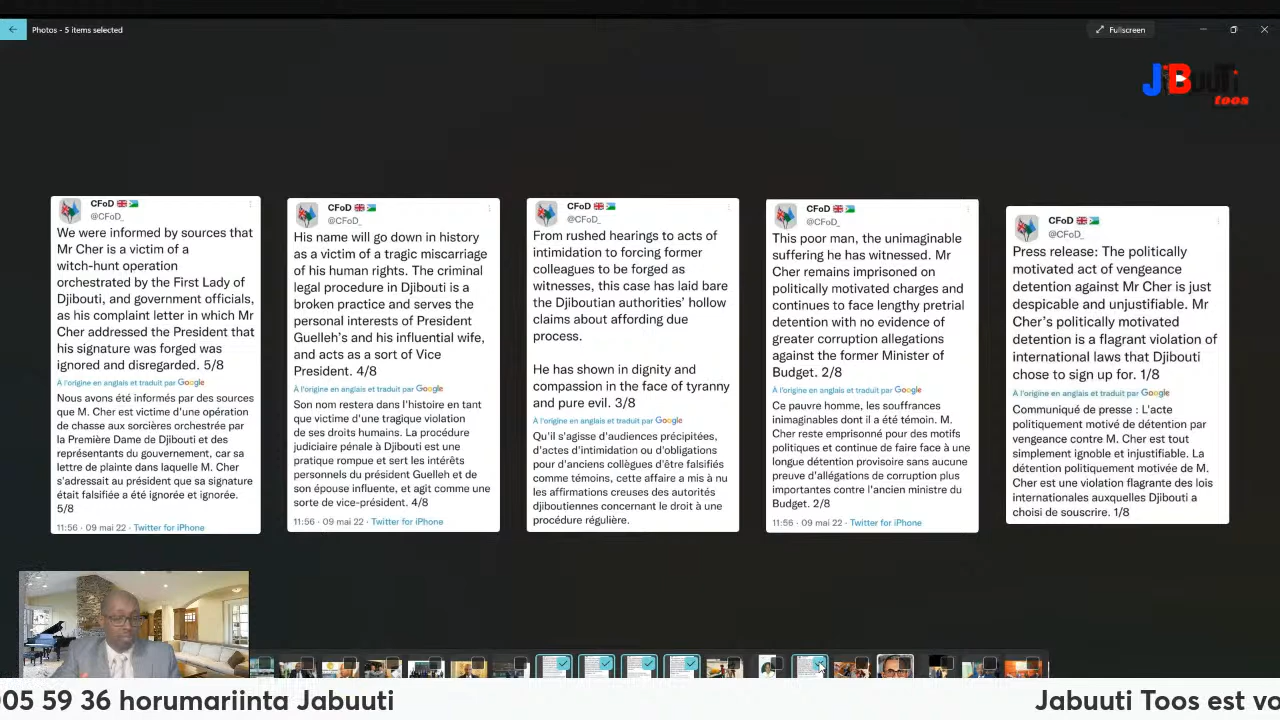 Photos - 5 items selected
Fullscreen
JiBuuTi
toos
CFoD
@CFoD_
We were informed by sources that
Mr Cher is a victim of a
witch-hunt operation
orchestrated by the First Lady of
Djibouti, and government officials,
as his complaint letter in which Mr
Cher addressed the President that
his signature was forged was
ignored and disregarded. 5/8
À l'origine en anglais et traduit par Google
Nous avons été informés par des sources
que M. Cher est victime d'une opération
de chasse aux sorcières orchestrée par
la Première Dame de Djibouti et des
représentants du gouvernement, car sa
lettre de plainte dans laquelle M. Cher
s'adressait au président que sa signature
était falsifiée a été ignorée et ignorée.
5/8
11:56 · 09 mai 22 · Twitter for iPhone
CFoD
@CFoD_
His name will go down in history
as a victim of a tragic miscarriage
of his human rights. The criminal
legal procedure in Djibouti is a
broken practice and serves the
personal interests of President
Guelleh's and his influential wife,
and acts as a sort of Vice
President. 4/8
À l'origine en anglais et traduit par Google
Son nom restera dans l'histoire en tant
que victime d'une tragique violation
de ses droits humains. La procédure
judiciaire pénale à Djibouti est une
pratique rompue et sert les intérêts
personnels du président Guelleh et de
son épouse influente, et agit comme une
sorte de vice-président. 4/8
11:56 · 09 mai 22 · Twitter for iPhone
CFoD
@CFoD_
From rushed hearings to acts of
intimidation to forcing former
colleagues to be forged as
witnesses, this case has laid bare
the Djiboutian authorities' hollow
claims about affording due
process.
He has shown in dignity and
compassion in the face of tyranny
and pure evil. 3/8
À l'origine en anglais et traduit par Google
Qu'il s'agisse d'audiences précipitées,
d'actes d'intimidation ou d'obligations
pour d'anciens collègues d'être falsifiés
comme témoins, cette affaire a mis à nu
les affirmations creuses des autorités
djiboutiennes concernant le droit à une
procédure régulière.
CFoD
@CFoD_
This poor man, the unimaginable
suffering he has witnessed. Mr
Cher remains imprisoned on
politically motivated charges and
continues to face lengthy pretrial
detention with no evidence of
greater corruption allegations
against the former Minister of
Budget. 2/8
À l'origine en anglais et traduit par Google
Ce pauvre homme, les souffrances
inimaginables dont il a été témoin. M.
Cher reste emprisonné pour des motifs
politiques et continue de faire face à une
longue détention provisoire sans aucune
preuve d'allégations de corruption plus
importantes contre l'ancien ministre du
Budget. 2/8
11:56 · 09 mai 22 · Twitter for iPhone
CFoD
@CFoD_
Press release: The politically
motivated act of vengeance
detention against Mr Cher is just
despicable and unjustifiable. Mr
Cher's politically motivated
detention is a flagrant violation of
international laws that Djibouti
chose to sign up for. 1/8
À l'origine en anglais et traduit par Google
Communiqué de presse : L'acte
politiquement motivé de détention par
vengeance contre M. Cher est tout
simplement ignoble et injustifiable. La
détention politiquement motivée de M.
Cher est une violation flagrante des lois
internationales auxquelles Djibouti a
choisi de souscrire. 1/8
005 59 36 horumariinta Jabuuti
Jabuuti Toos est vo